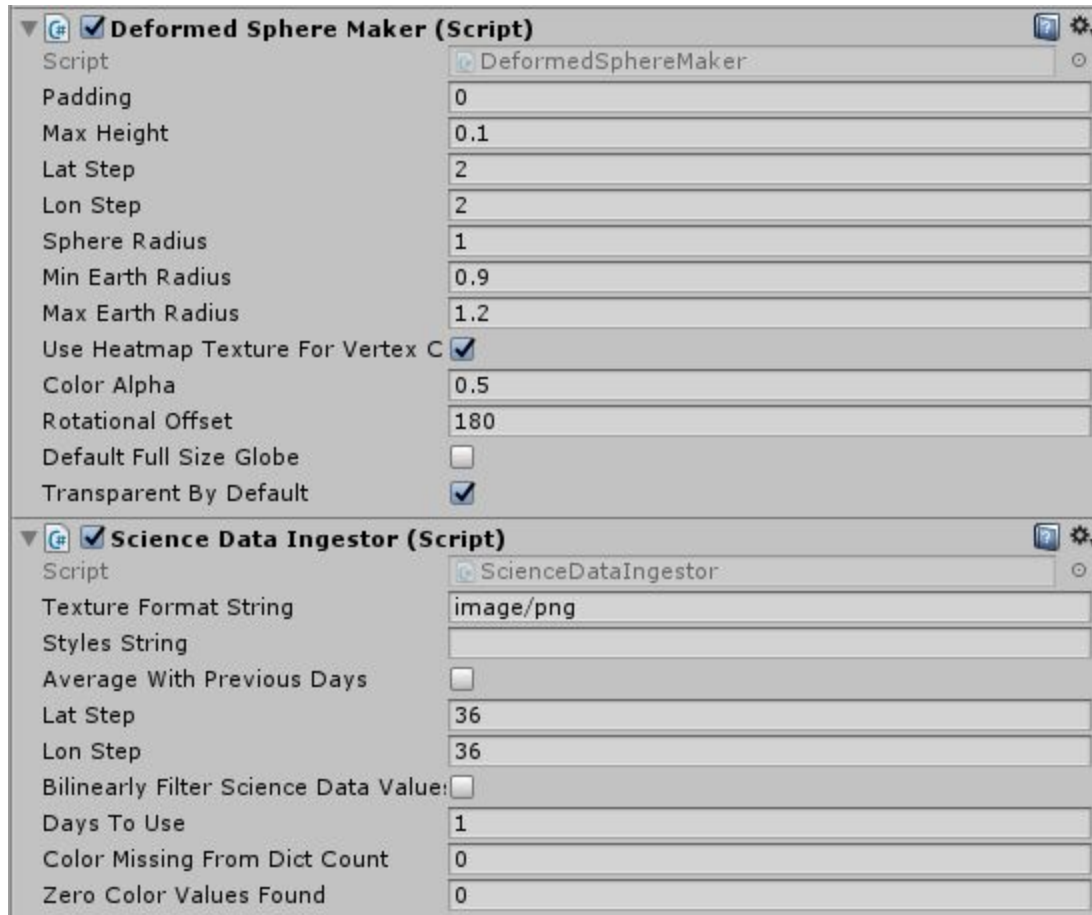 Deformed Sphere Maker (Script)
Script DeformedSphereMaker
Padding 0
Max Height 0.1
Lat Step 2
Lon Step 2
Sphere Radius 1
Min Earth Radius 0.9
Max Earth Radius 1.2
Use Heatmap Texture For Vertex C
Color Alpha 0.5
Rotational Offset 180
Default Full Size Globe
Transparent By Default
Science Data Ingestor (Script)
Script ScienceDataIngestor
Texture Format String image/png
Styles String
Average With Previous Days
Lat Step 36
Lon Step 36
Bilinearly Filter Science Data Values
Days To Use 1
Color Missing From Dict Count 0
Zero Color Values Found 0